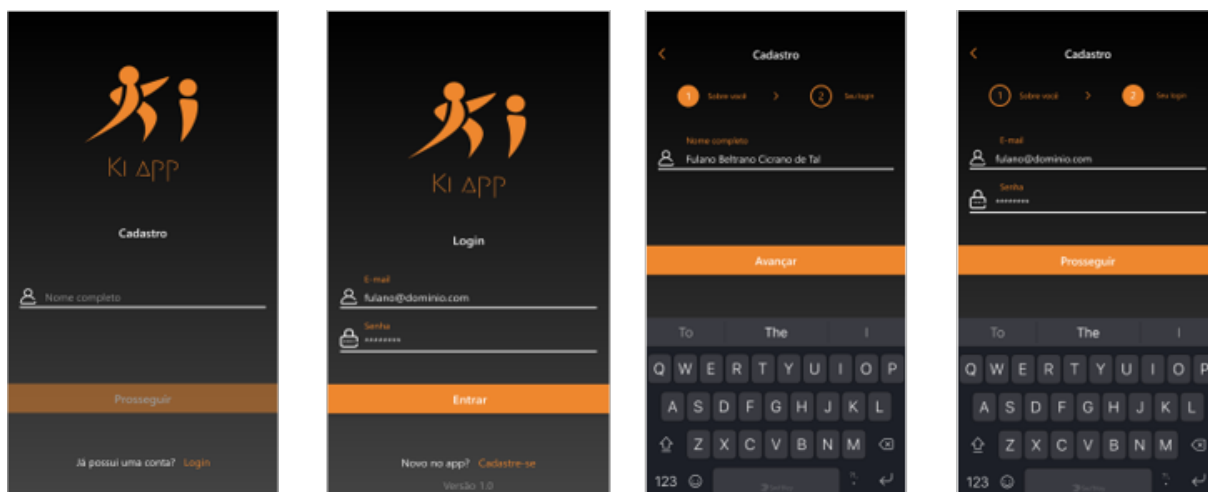 KI APP
Cadastro
Nome completo
Prosseguir
Já possui uma conta? Login
KI APP
Login
E-mail
fulano@dominio.com
Senha
********
Entrar
Novo no app? Cadastre-se
Versão 1.0
Cadastro
1 Sobre você > 2 Seu login
Nome completo
Fulano Beltrano Cicrano de Tal
Avançar
To The I
Q W E R T Y U I O P
A S D F G H J K L
Z X C V B N M
123
Cadastro
1 Sobre você > 2 Seu login
E-mail
fulano@dominio.com
Senha
********
Prosseguir
To The I
Q W E R T Y U I O P
A S D F G H J K L
Z X C V B N M
123